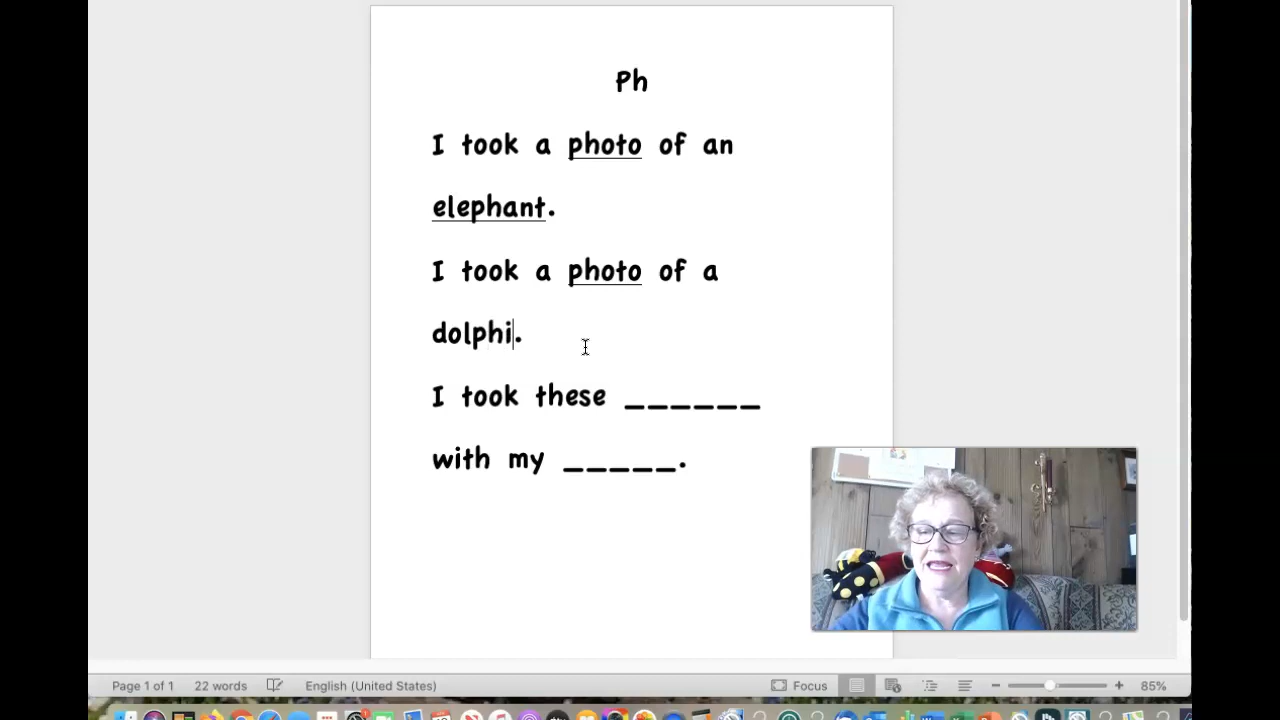 Ph
I took a photo of an
elephant.
I took a photo of a
dolphi.
I took these ______
with my _____.
Page 1 of 1 22 words English (United States) Focus 85%